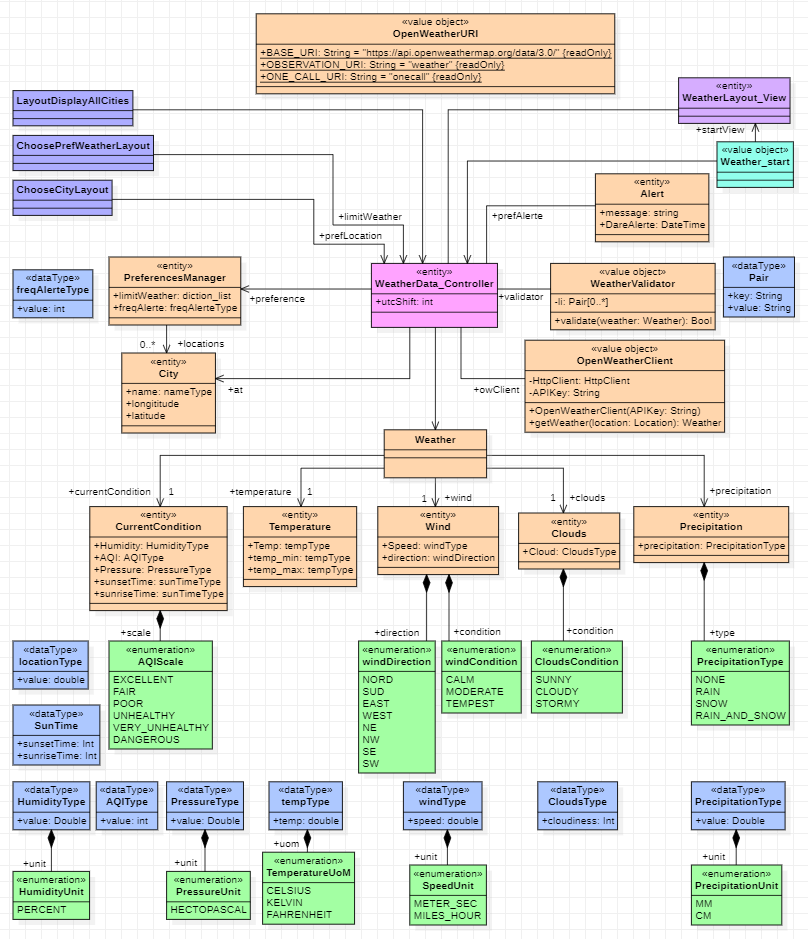 «value object»
OpenWeatherURI
+BASE_URI: String = "https://api.openweathermap.org/data/3.0/" {readOnly}
+OBSERVATION_URI: String = "weather" {readOnly}
+ONE_CALL_URI: String = "onecall" {readOnly}
LayoutDisplayAllCities
ChoosePrefWeatherLayout
ChooseCityLayout
«entity»
WeatherLayout_View
+startView
«value object»
Weather_start
«entity»
Alert
+message: string
+DareAlerte: DateTime
+prefAlerte
+limitWeather
+prefLocation
«dataType»
freqAlerteType
+value: int
«entity»
PreferencesManager
+limitWeather: diction_list
+freqAlerte: freqAlerteType
+preference
«entity»
WeatherData_Controller
+utcShift: int
+validator
«value object»
WeatherValidator
-li: Pair[0..*]
+validate(weather: Weather): Bool
«dataType»
Pair
+key: String
+value: String
0..*
+locations
«entity»
City
+name: nameType
+longititude
+latitude
+at
+owClient
«value object»
OpenWeatherClient
-HttpClient: HttpClient
-APIKey: String
+OpenWeatherClient(APIKey: String)
+getWeather(location: Location): Weather
Weather
+currentCondition
1
+temperature
1
1
+wind
1
+clouds
+precipitation
«entity»
CurrentCondition
+Humidity: HumidityType
+AQI: AQIType
+Pressure: PressureType
+sunsetTime: sunTimeType
+sunriseTime: sunTimeType
«entity»
Temperature
+Temp: tempType
+temp_min: tempType
+temp_max: tempType
«entity»
Wind
+Speed: windType
+direction: windDirection
«entity»
Clouds
+Cloud: CloudsType
«entity»
Precipitation
+precipitation: PrecipitationType
+scale
+direction
+condition
+condition
+type
«dataType»
locationType
+value: double
«enumeration»
AQIScale
EXCELLENT
FAIR
POOR
UNHEALTHY
VERY_UNHEALTHY
DANGEROUS
«enumeration»
windDirection
NORD
SUD
EAST
WEST
NE
NW
SE
SW
«enumeration»
windCondition
CALM
MODERATE
TEMPEST
«enumeration»
CloudsCondition
SUNNY
CLOUDY
STORMY
«enumeration»
PrecipitationType
NONE
RAIN
SNOW
RAIN_AND_SNOW
«dataType»
SunTime
+sunsetTime: Int
+sunriseTime: Int
«dataType»
HumidityType
+value: Double
«dataType»
AQIType
+value: int
«dataType»
PressureType
+value: Double
«dataType»
tempType
+temp: double
«dataType»
windType
+speed: double
«dataType»
CloudsType
+cloudiness: Int
«dataType»
PrecipitationType
+value: Double
+unit
+unit
+uom
+unit
+unit
«enumeration»
HumidityUnit
PERCENT
«enumeration»
PressureUnit
HECTOPASCAL
«enumeration»
TemperatureUoM
CELSIUS
KELVIN
FAHRENHEIT
«enumeration»
SpeedUnit
METER_SEC
MILES_HOUR
«enumeration»
PrecipitationUnit
MM
CM